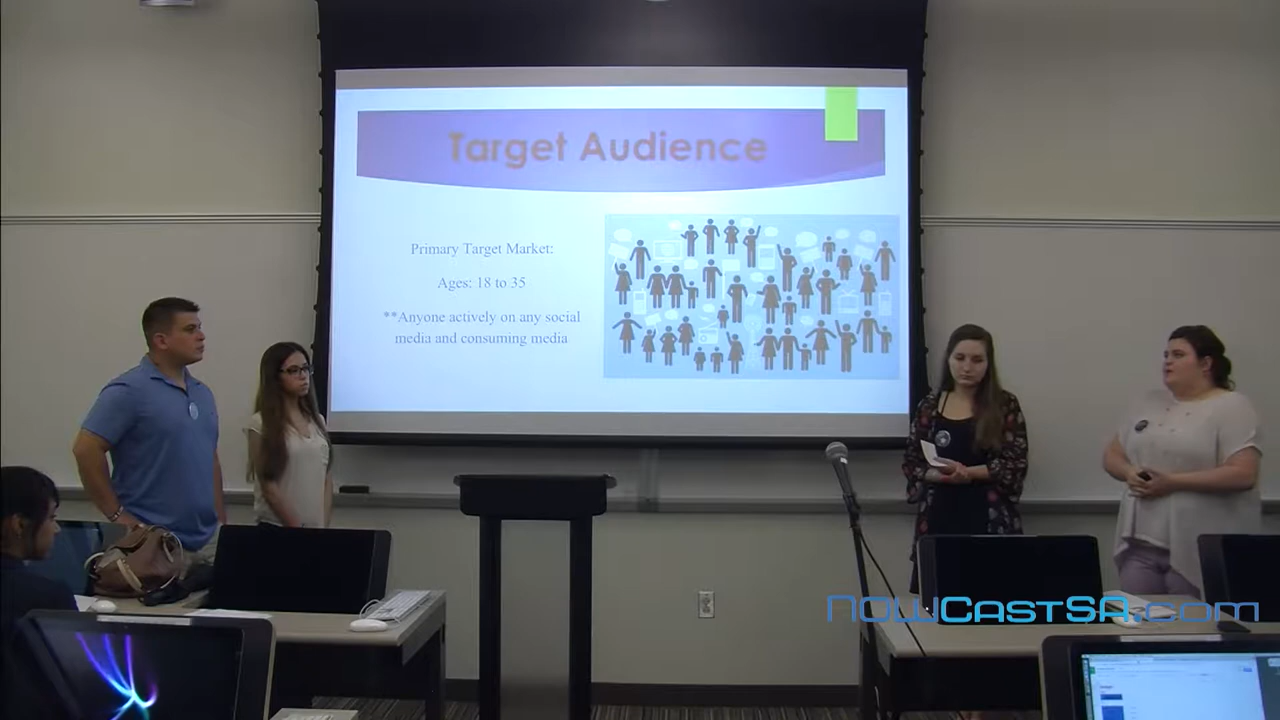 Target Audience
Primary Target Market:
Ages: 18 to 35
**Anyone actively on any social
media and consuming media
NOWCastSA.com